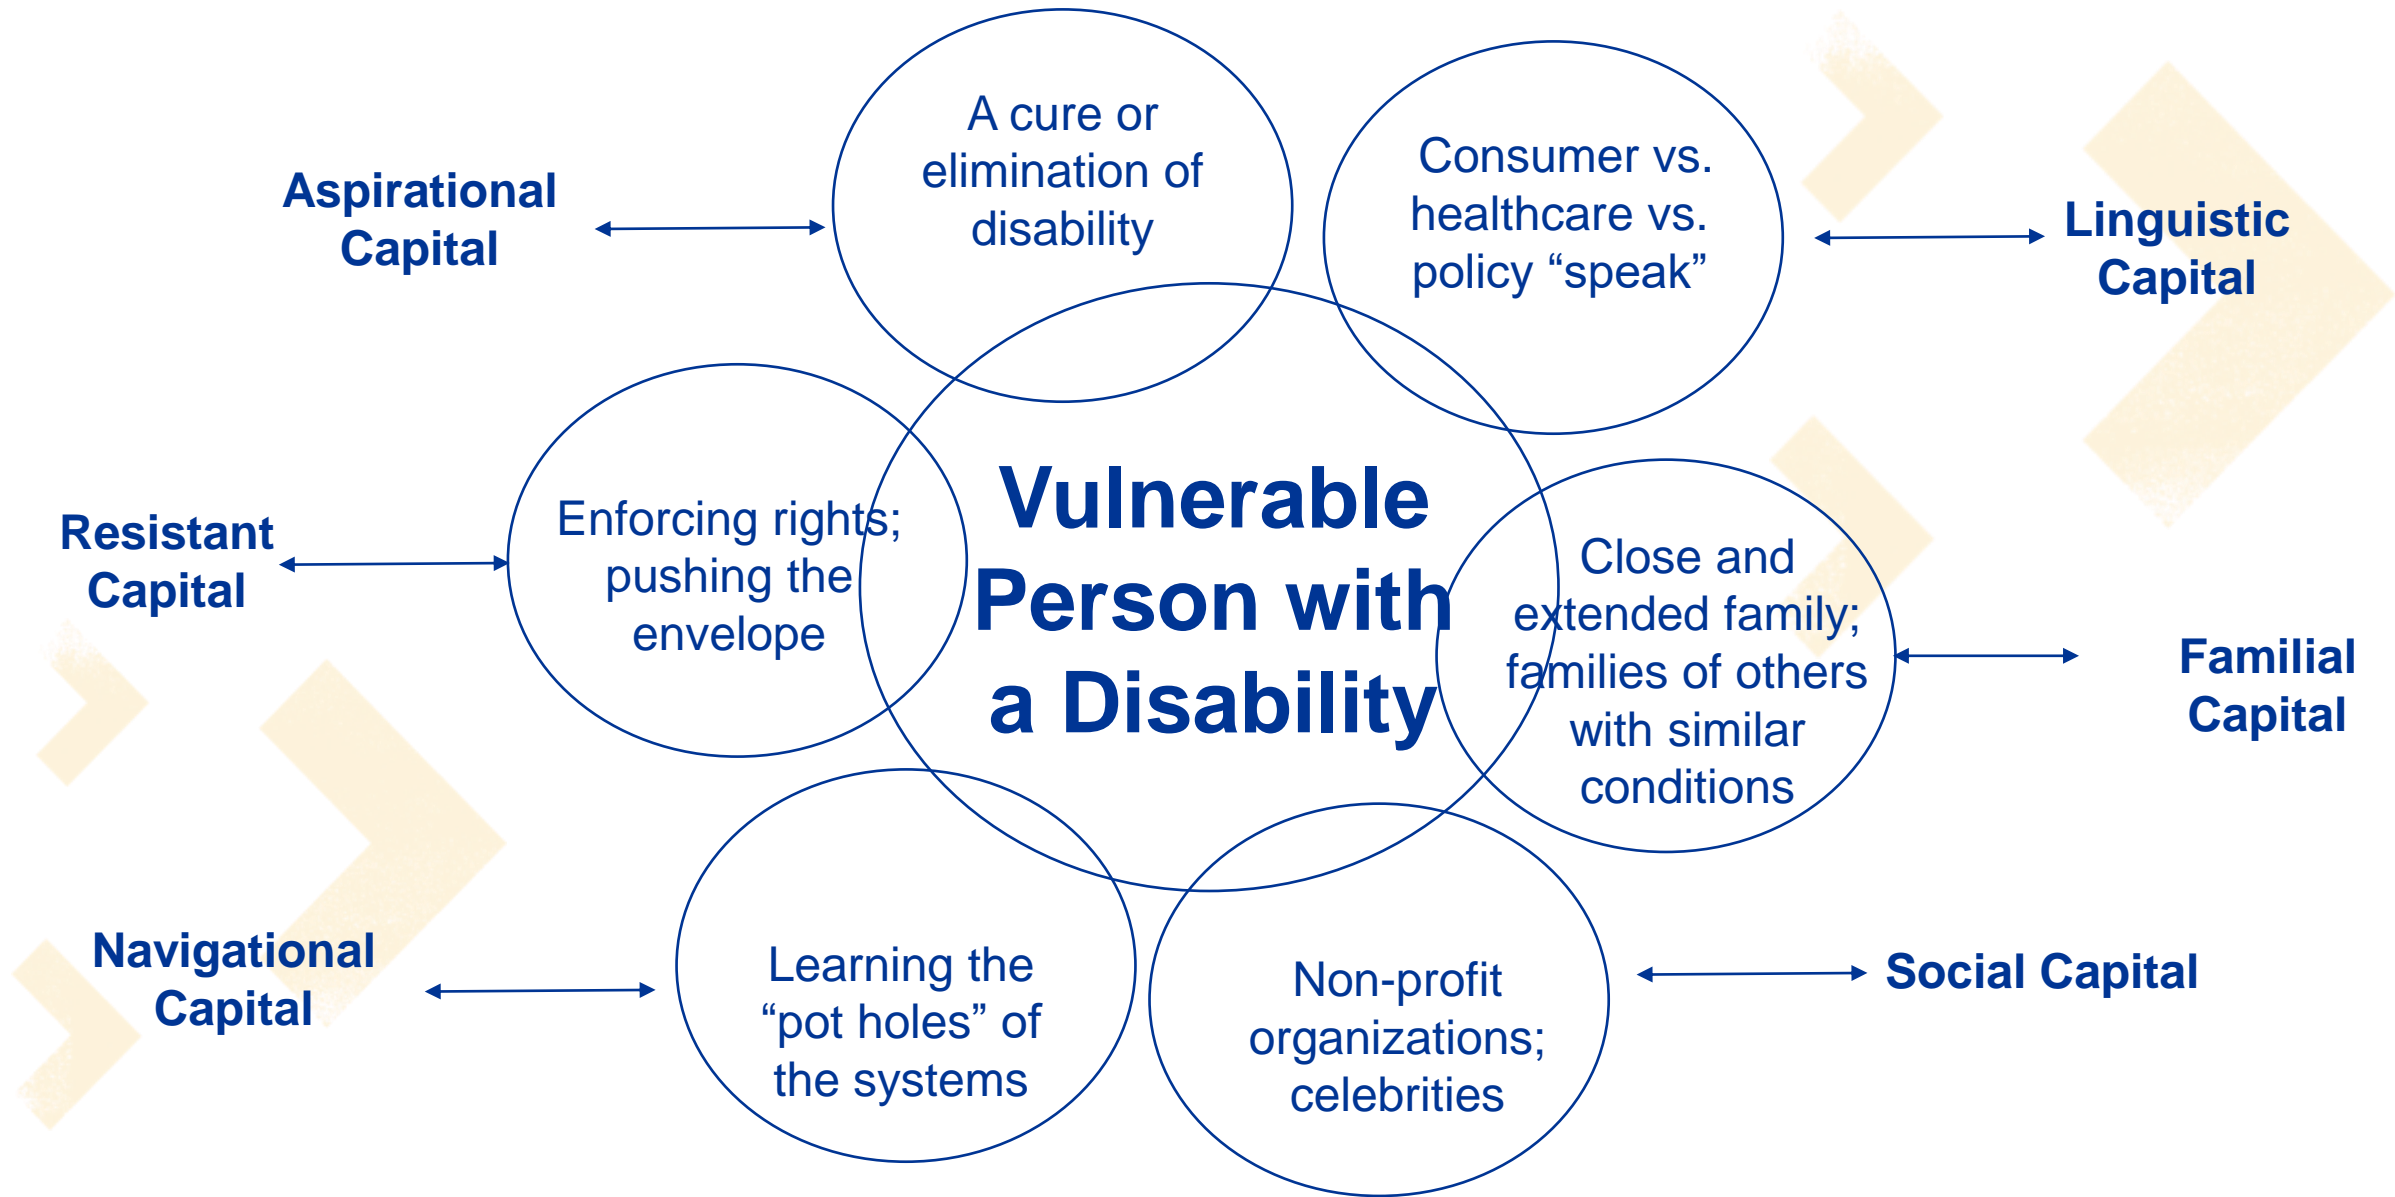 A cure or
elimination of
disability
Consumer vs.
healthcare vs.
policy “speak”
Aspirational
Capital
Linguistic
Capital
Vulnerable
Person with
a Disability
Resistant
Capital
Enforcing rights;
pushing the
envelope
Close and
extended family;
families of others
with similar
conditions
Familial
Capital
Navigational
Capital
Learning the
“pot holes” of
the systems
Non-profit
organizations;
celebrities
Social Capital